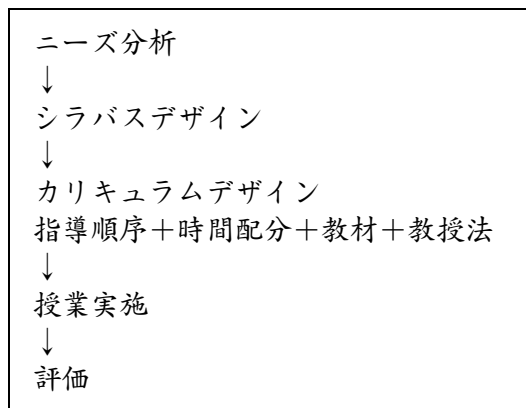 ニーズ分析
↓
シラバスデザイン
↓
カリキュラムデザイン
指導順序＋時間配分＋教材＋教授法
↓
授業実施
↓
評価